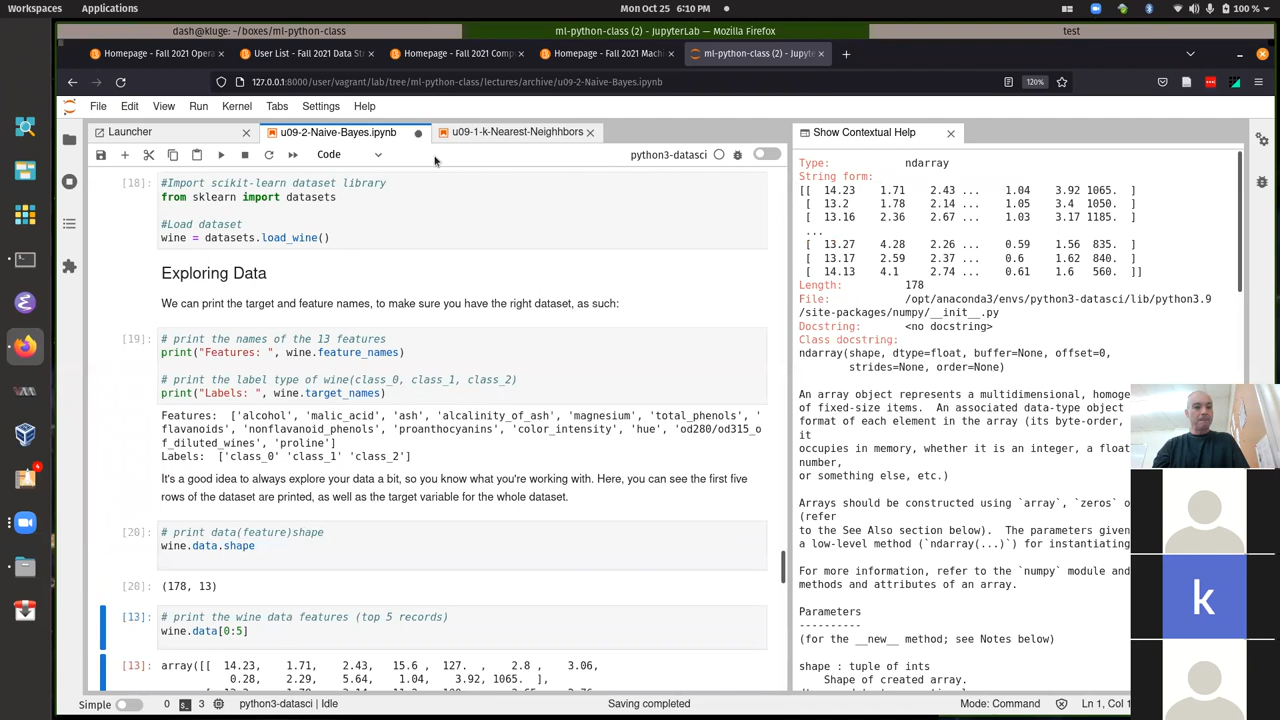 Workspaces
Applications
Mon Oct 25 6:10 PM
100 %
dash@kluge: ~/boxes/ml-python-class
ml-python-class (2) - JupyterLab — Mozilla Firefox
test
Homepage - Fall 2021 Opera
User List - Fall 2021 Data St
Homepage - Fall 2021 Comp
Homepage - Fall 2021 Machi
ml-python-class (2) - Jupyte
127.0.0.1:8000/user/vagrant/lab/tree/ml-python-class/lectures/archive/u09-2-Naive-Bayes.ipynb
120%
File Edit View Run Kernel Tabs Settings Help
Launcher
u09-2-Naive-Bayes.ipynb
u09-1-k-Nearest-Neighhbors
Code
python3-datasci
[18]:
#Import scikit-learn dataset library
from sklearn import datasets
#Load dataset
wine = datasets.load_wine()
Exploring Data
We can print the target and feature names, to make sure you have the right dataset, as such:
[19]:
# print the names of the 13 features
print("Features: ", wine.feature_names)
# print the label type of wine(class_0, class_1, class_2)
print("Labels: ", wine.target_names)
Features:  ['alcohol', 'malic_acid', 'ash', 'alcalinity_of_ash', 'magnesium', 'total_phenols', '
flavanoids', 'nonflavanoid_phenols', 'proanthocyanins', 'color_intensity', 'hue', 'od280/od315_o
f_diluted_wines', 'proline']
Labels:  ['class_0' 'class_1' 'class_2']
It's a good idea to always explore your data a bit, so you know what you're working with. Here, you can see the first five
rows of the dataset are printed, as well as the target variable for the whole dataset.
[20]:
# print data(feature)shape
wine.data.shape
[20]:
(178, 13)
[13]:
# print the wine data features (top 5 records)
wine.data[0:5]
[13]:
array([[ 14.23, 1.71, 2.43, 15.6 , 127. , 2.8 , 3.06,
0.28, 2.29, 5.64, 1.04, 3.92, 1065. ],
Simple
0
3
python3-datasci | Idle
Saving completed
Show Contextual Help
Type: ndarray
String form:
[[ 14.23 1.71 2.43 ... 1.04 3.92 1065. ]
[ 13.2 1.78 2.14 ... 1.05 3.4 1050. ]
[ 13.16 2.36 2.67 ... 1.03 3.17 1185. ]
...
[ 13.27 4.28 2.26 ... 0.59 1.56 835. ]
[ 13.17 2.59 2.37 ... 0.6 1.62 840. ]
[ 14.13 4.1 2.74 ... 0.61 1.6 560. ]]
Length: 178
File: /opt/anaconda3/envs/python3-datasci/lib/python3.9
/site-packages/numpy/__init__.py
Docstring: <no docstring>
Class docstring:
ndarray(shape, dtype=float, buffer=None, offset=0,
strides=None, order=None)
An array object represents a multidimensional, homoge
of fixed-size items. An associated data-type object
format of each element in the array (its byte-order,
it
occupies in memory, whether it is an integer, a float
number,
or something else, etc.)
Arrays should be constructed using `array`, `zeros` o
(refer
to the See Also section below). The parameters given
a low-level method (`ndarray(...)`) for instantiating
For more information, refer to the `numpy` module and
methods and attributes of an array.
Parameters
----------
(for the __new__ method; see Notes below)
shape : tuple of ints
Shape of created array.
Mode: Command
Ln 1, Col 1
k
4